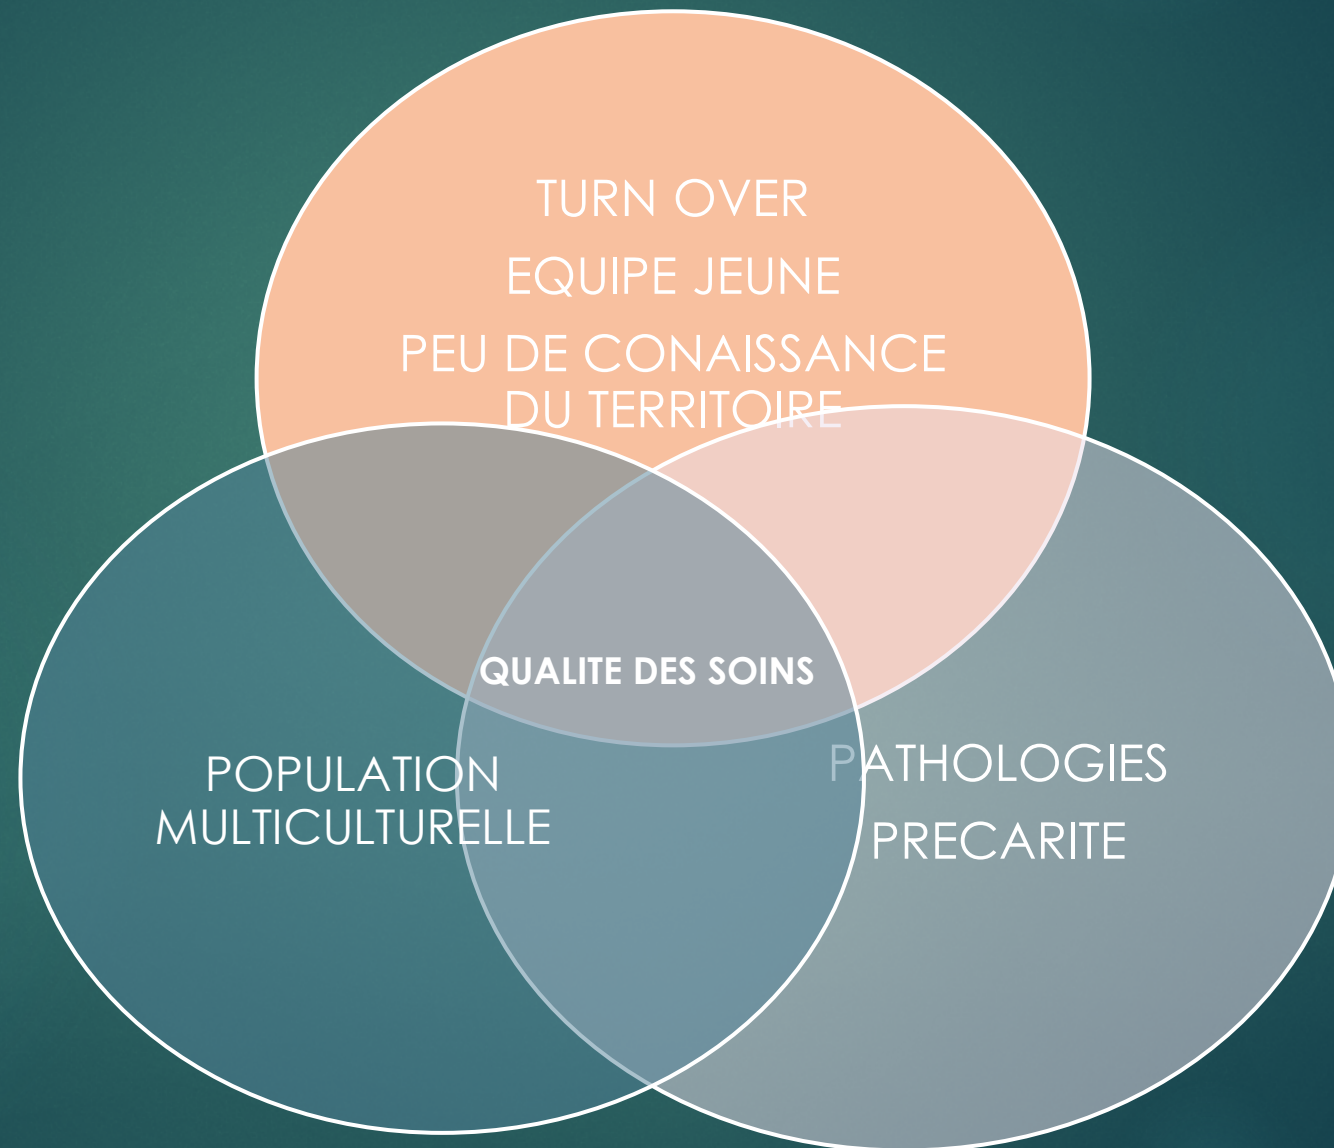 TURN OVER
EQUIPE JEUNE
PEU DE CONAISSANCE
DU TERRITOIRE
QUALITE DES SOINS
POPULATION
MULTICULTURELLE
PATHOLOGIES
PRECARITE